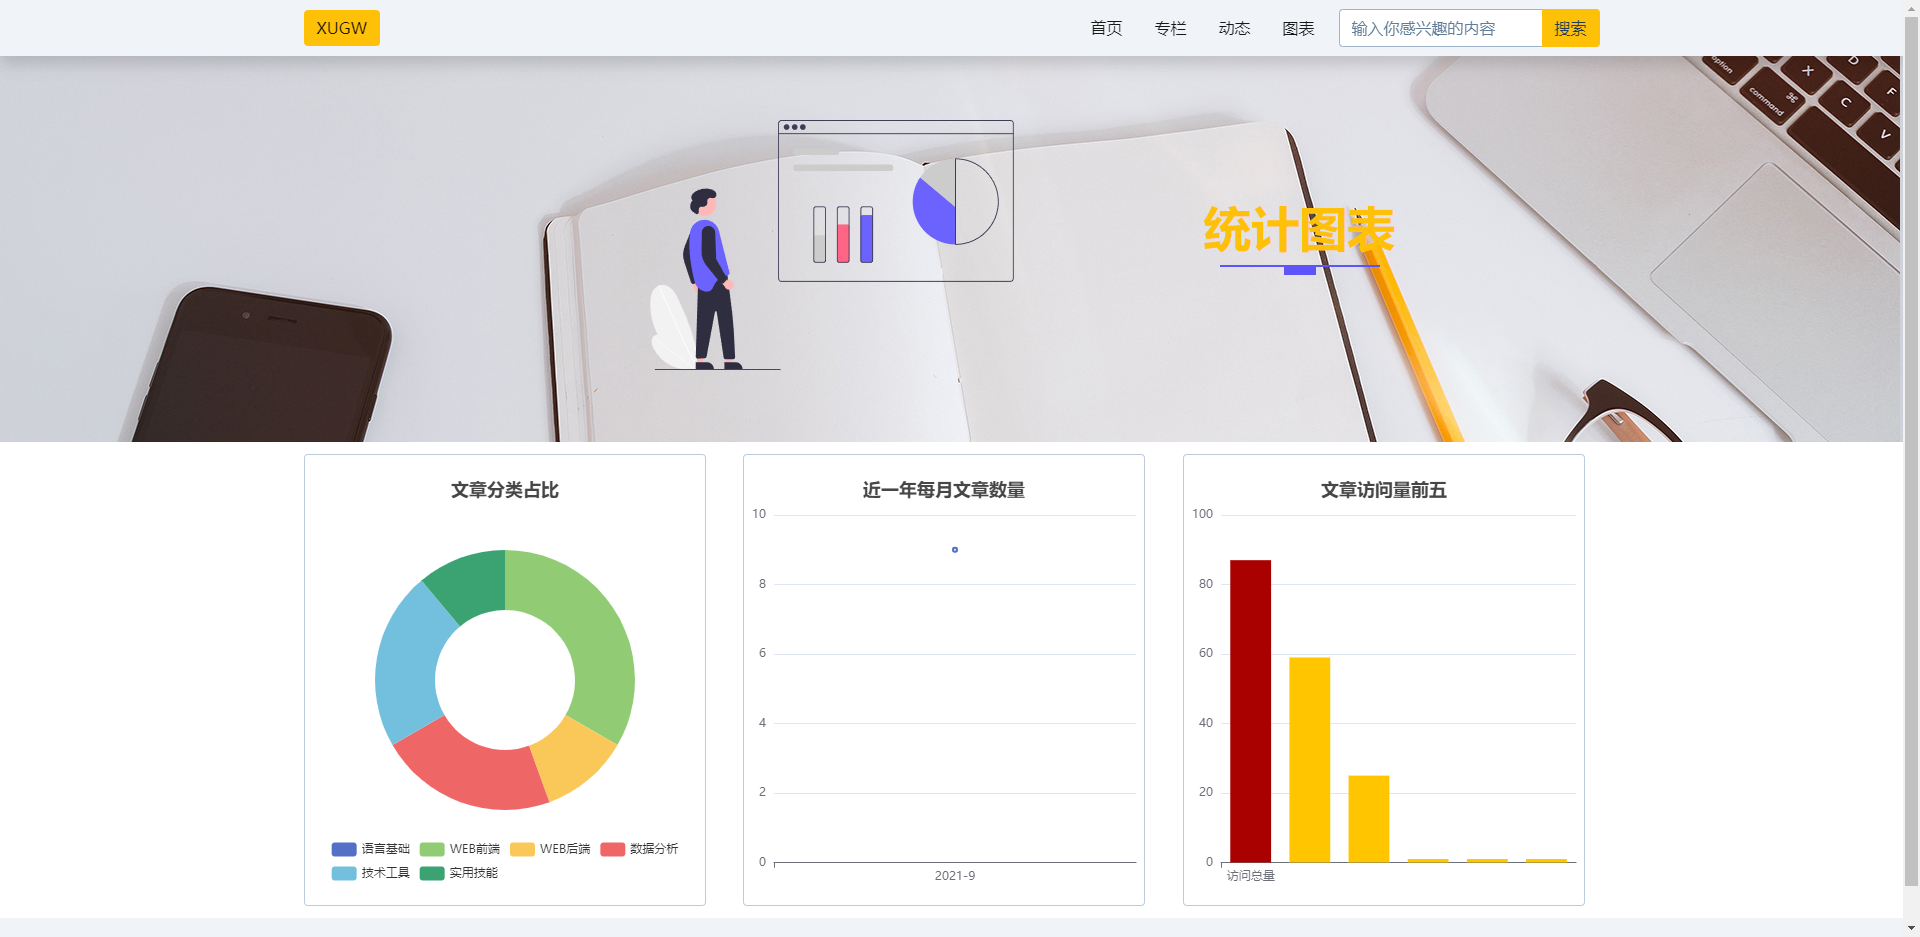 XUGW
首页 专栏 动态 图表 输入你感兴趣的内容 搜索
option
command ⌘
X
D
C
F
V
统计图表
文章分类占比
语言基础 WEB前端 WEB后端 数据分析
技术工具 实用技能
近一年每月文章数量
10
8
6
4
2
0
2021-9
文章访问量前五
100
80
60
40
20
0
访问总量